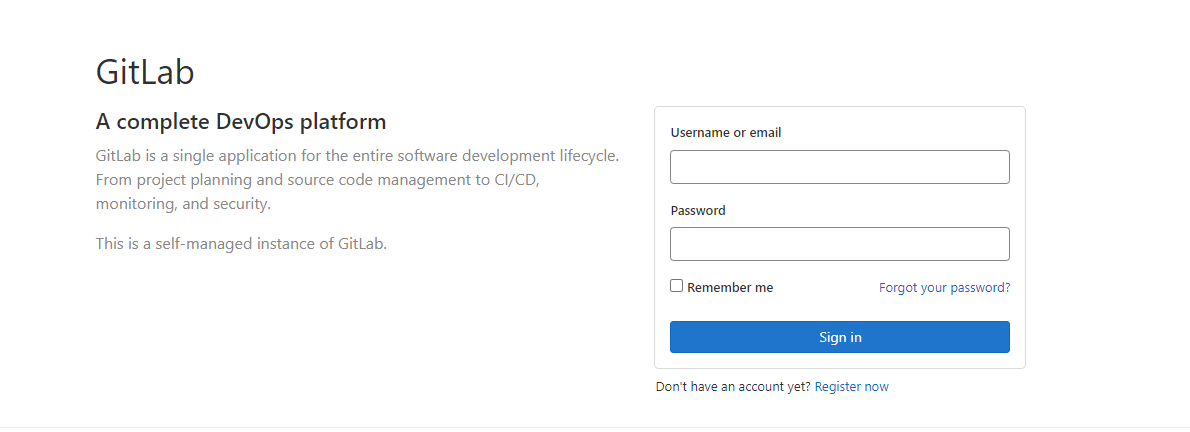 GitLab
A complete DevOps platform
GitLab is a single application for the entire software development lifecycle.
From project planning and source code management to CI/CD,
monitoring, and security.
This is a self-managed instance of GitLab.
Username or email
Password
Remember me
Forgot your password?
Sign in
Don't have an account yet? Register now